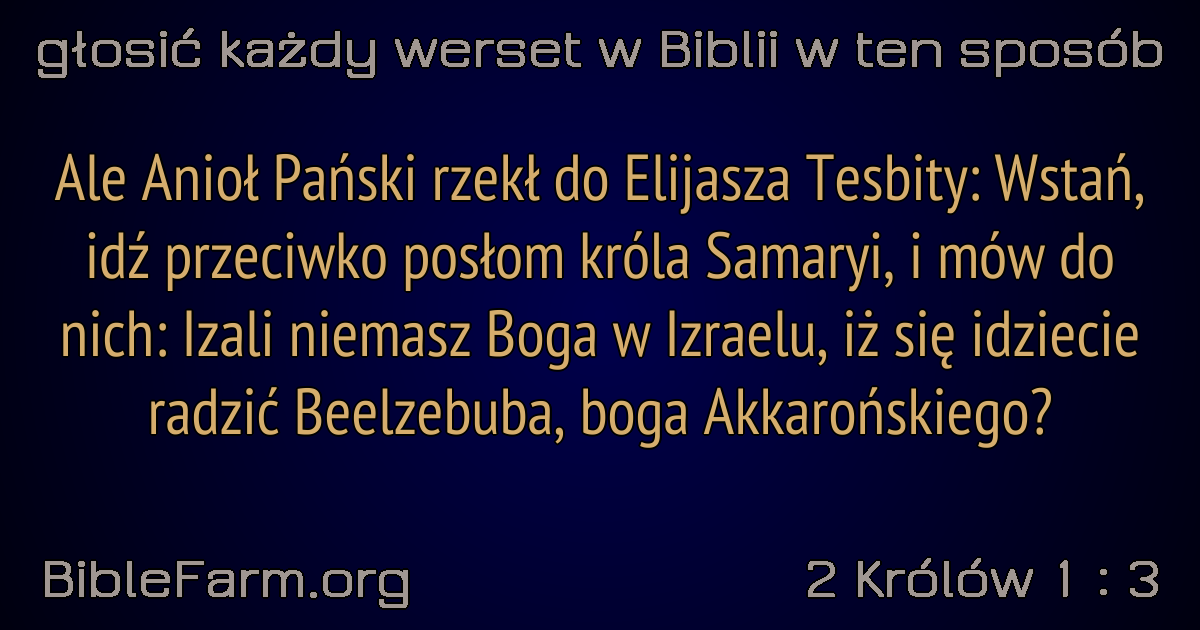 głosić każdy werset w Biblii w ten sposób
Ale Anioł Pański rzekł do Elijasza Tesbity: Wstań,
idź przeciwko posłom króla Samaryi, i mów do
nich: Izali niemasz Boga w Izraelu, iż się idziecie
radzić Beelzebuba, boga Akkarońskiego?
BibleFarm.org
2 Królów 1 : 3